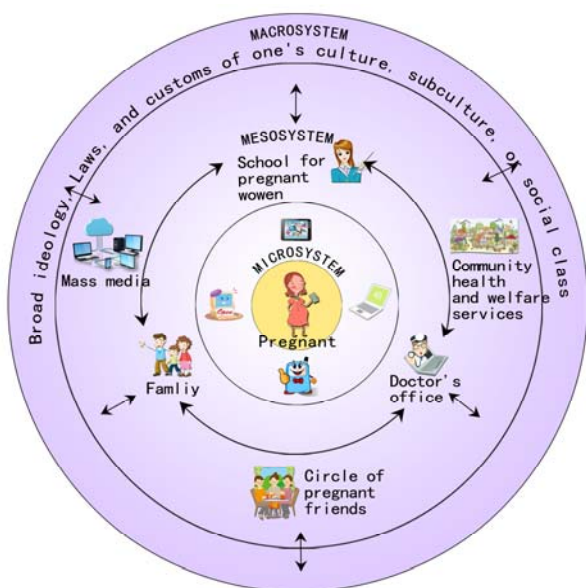 MACROSYSTEM
Broad ideology, Laws, and customs of one's culture, subculture, or social class
MESOSYSTEM
School for
pregnant
wowen
Mass media
Community
health
and welfare
services
MICROSYSTEM
Pregnant
Famliy
Doctor's
office
Circle of
pregnant
friends